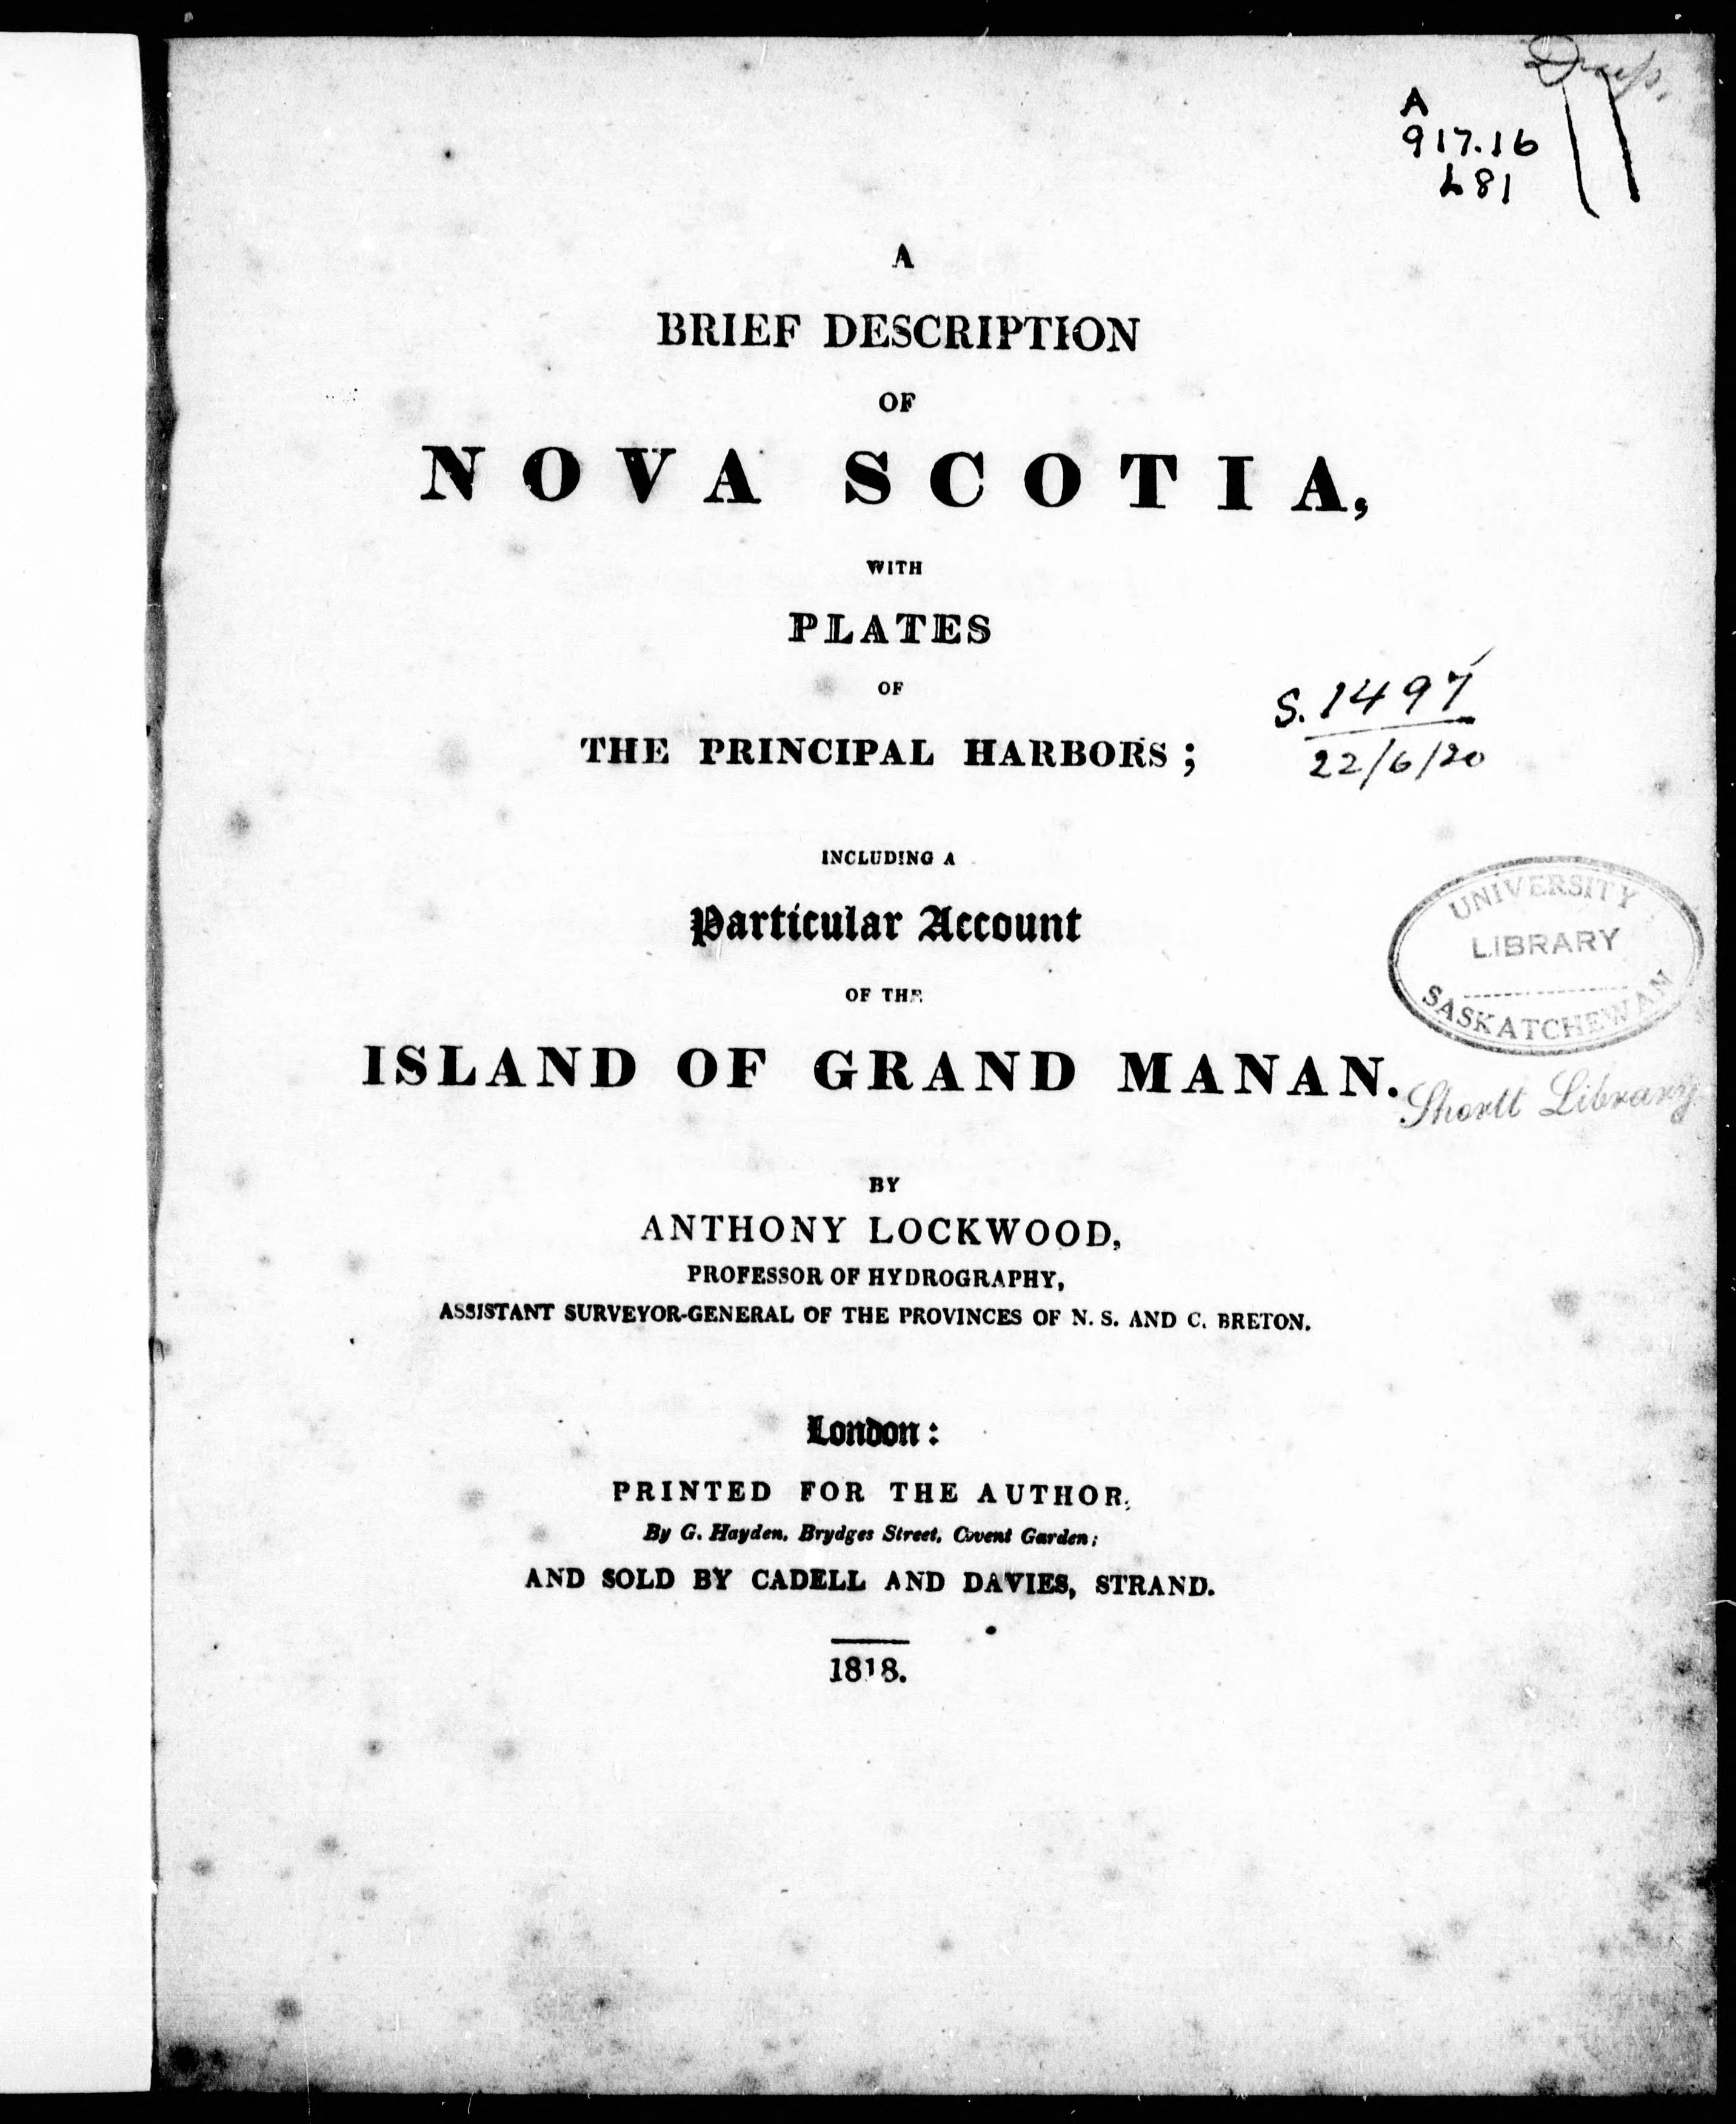 A
917.16
L81
A
BRIEF DESCRIPTION
OF
NOVA SCOTIA,
WITH
PLATES
OF
THE PRINCIPAL HARBORS;
S. 1497
22/6/20
INCLUDING A
Particular Account
OF THE
ISLAND OF GRAND MANAN.
UNIVERSITY
LIBRARY
SASKATCHEWAN
Shortt Library
BY
ANTHONY LOCKWOOD,
PROFESSOR OF HYDROGRAPHY,
ASSISTANT SURVEYOR-GENERAL OF THE PROVINCES OF N. S. AND C. BRETON.
London:
PRINTED FOR THE AUTHOR,
By G. Hayden, Brydges Street, Covent Garden;
AND SOLD BY CADELL AND DAVIES, STRAND.
1818.